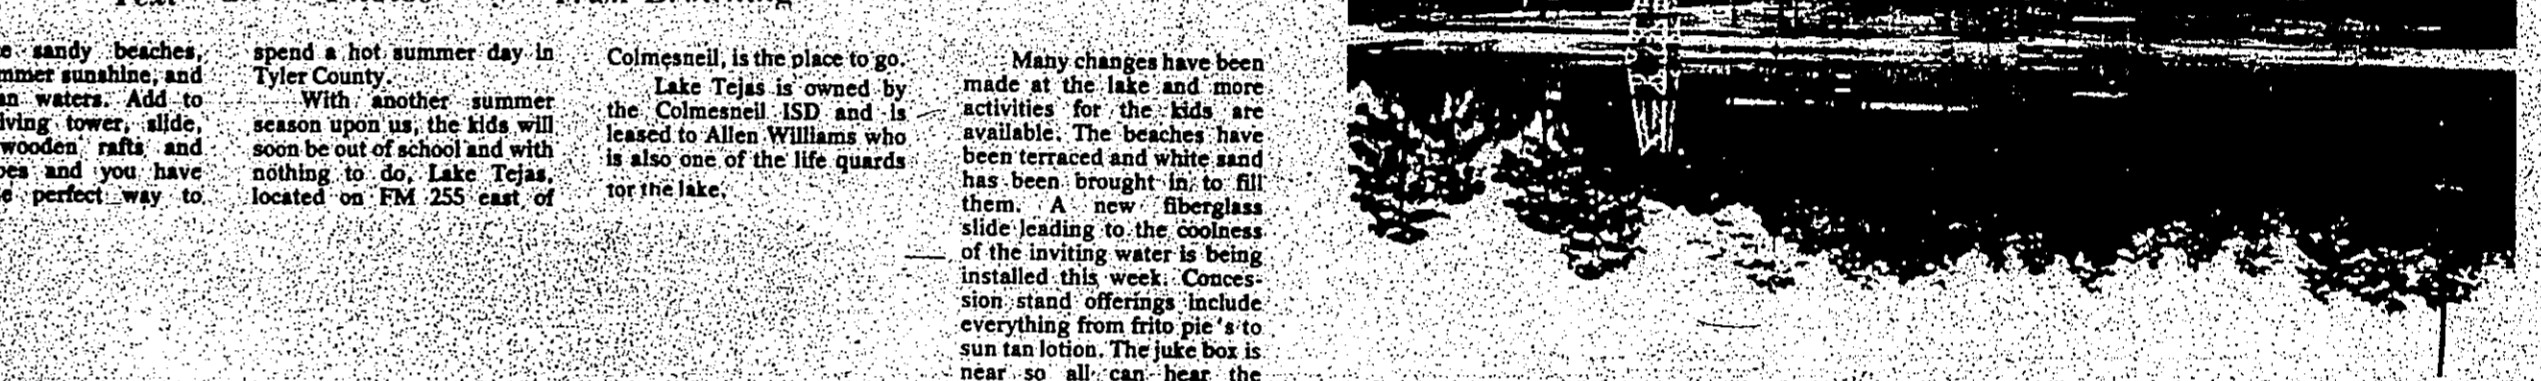 e sandy beaches,
mmer sunshine, and
an waters. Add to
iving tower, slide,
wooden rafts and
pes and you have
e perfect way to
spend a hot summer day in
Tyler County.
With another summer
season upon us, the kids will
soon be out of school and with
nothing to do, Lake Tejas,
located on FM 255 east of
Colmesneil, is the place to go.
Lake Tejas is owned by
the Colmesneil ISD and is
leased to Allen Williams who
is also one of the life quards
for the lake.
Many changes have been
made at the lake and more
activities for the kids are
available. The beaches have
been terraced and white sand
has been brought in to fill
them. A new fiberglass
slide leading to the coolness
of the inviting water is being
installed this week. Conces-
sion stand offerings include
everything from frito pie's to
sun tan lotion. The juke box is
near so all can hear the